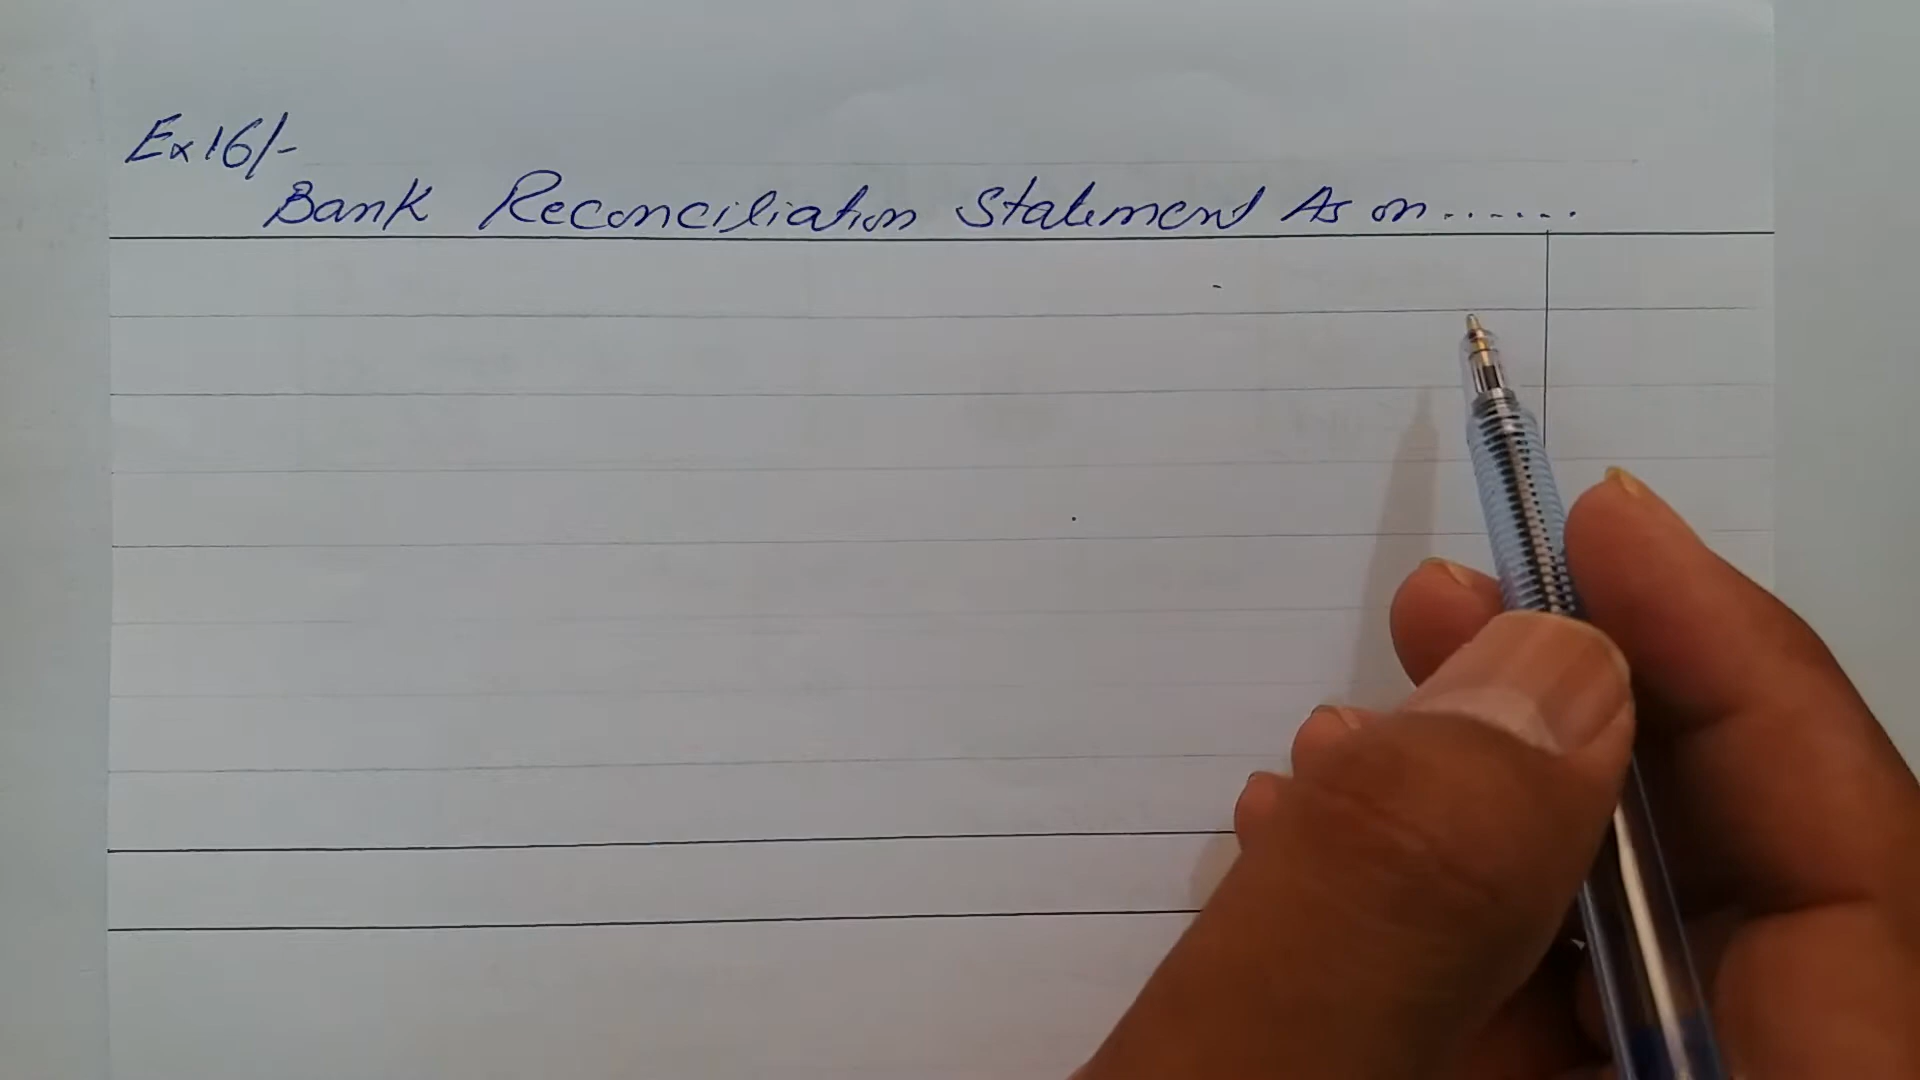 Ex 16/-
Bank Reconciliation Statement As on.......